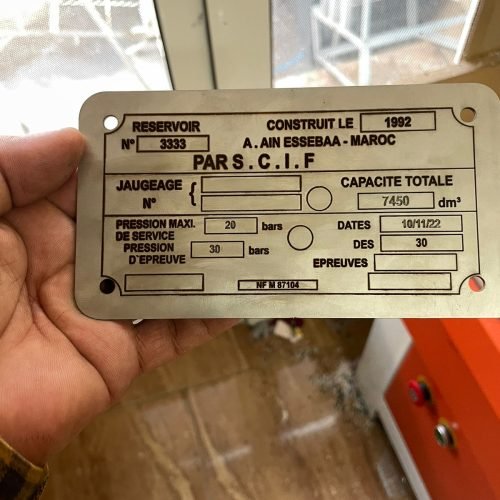 RESERVOIR CONSTRUIT LE 1992
N° 3333 A. AIN ESSEBAA - MAROC
PAR S. C. I. F
JAUGEAGE
N°
CAPACITE TOTALE
7450 dm³
PRESSION MAXI.
DE SERVICE
20 bars
PRESSION
D`EPREUVE
30 bars
DATES 10/11/22
DES 30
EPREUVES
NF M 87104